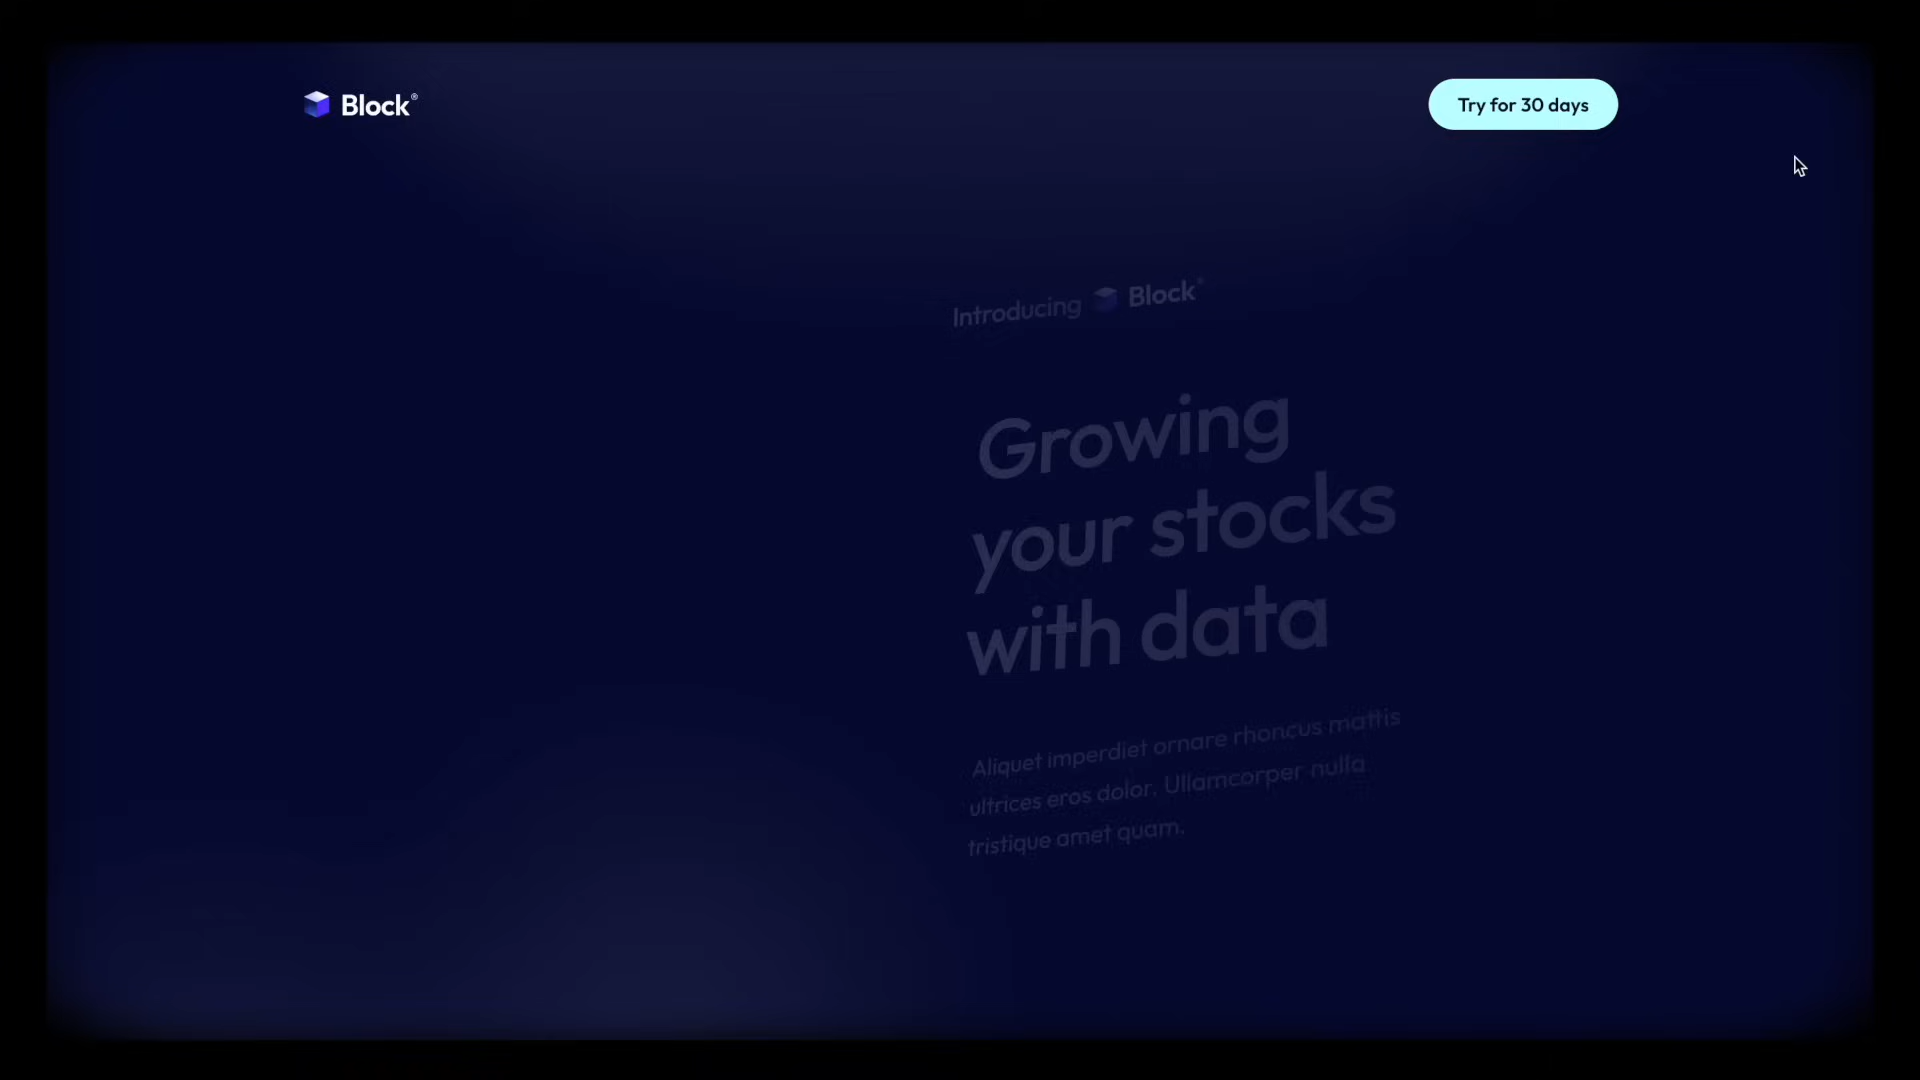 Block®
Try for 30 days
Introducing Block®
Growing
your stocks
with data
Aliquet imperdiet ornare rhoncus mattis
ultrices eros dolor. Ullamcorper nulla
tristique amet quam.